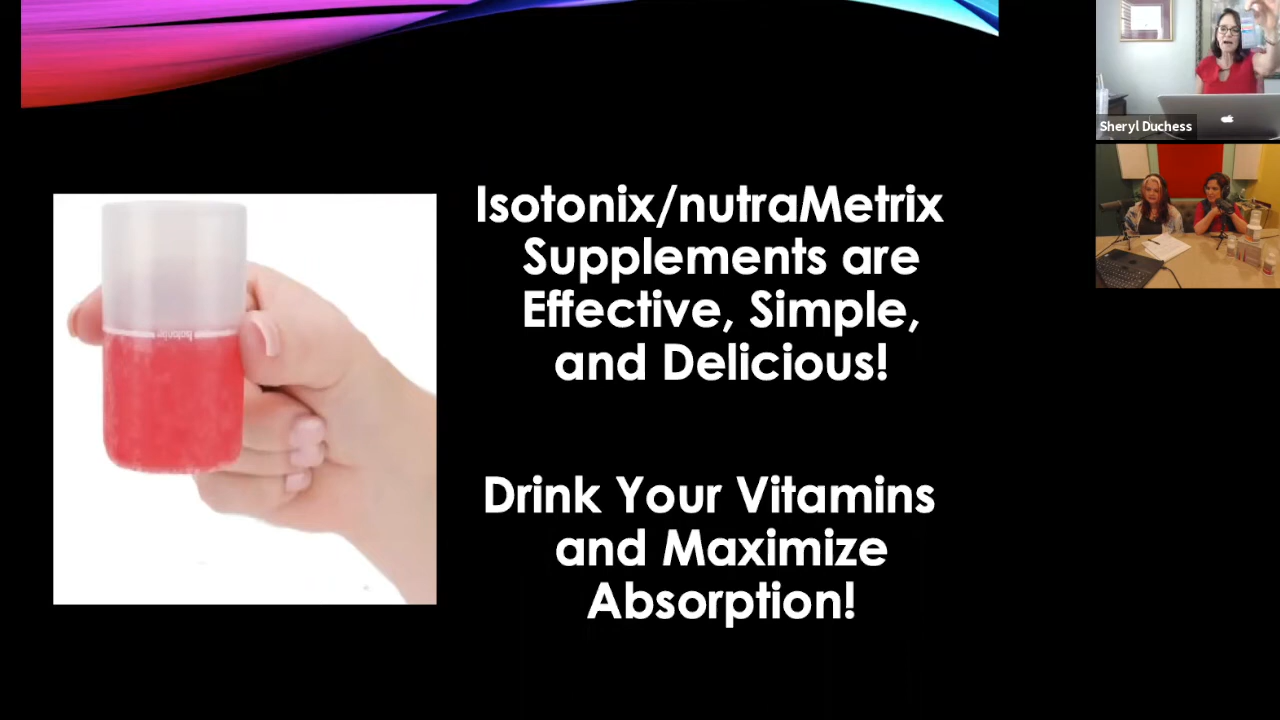 Isotonix/nutraMetrix
Supplements are
Effective, Simple,
and Delicious!
Drink Your Vitamins
and Maximize
Absorption!
Sheryl Duchess